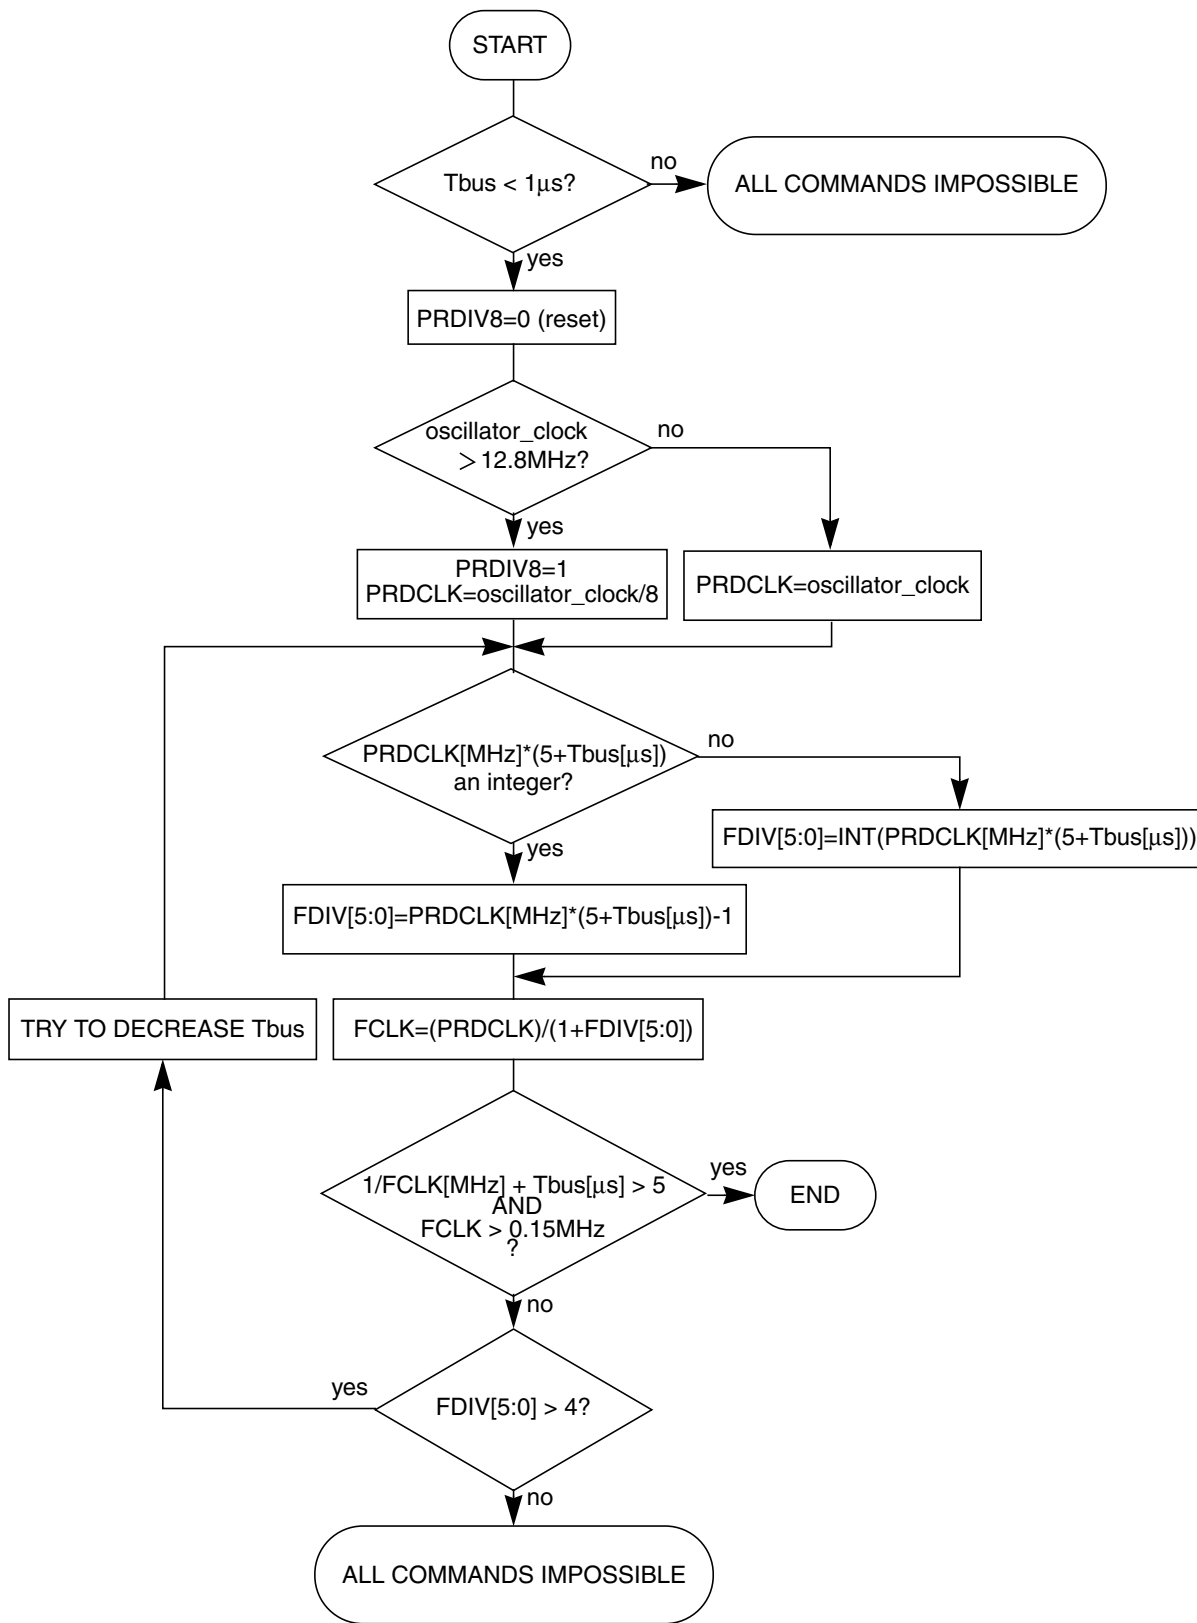 START
Tbus < 1μs?
no
ALL COMMANDS IMPOSSIBLE
yes
PRDIV8=0 (reset)
oscillator_clock
> 12.8MHz?
no
yes
PRDIV8=1
PRDCLK=oscillator_clock/8
PRDCLK=oscillator_clock
PRDCLK[MHz]*(5+Tbus[μs])
an integer?
no
yes
FDIV[5:0]=INT(PRDCLK[MHz]*(5+Tbus[μs]))
FDIV[5:0]=PRDCLK[MHz]*(5+Tbus[μs])-1
TRY TO DECREASE Tbus
FCLK=(PRDCLK)/(1+FDIV[5:0])
1/FCLK[MHz] + Tbus[μs] > 5
AND
FCLK > 0.15MHz
?
yes
END
no
FDIV[5:0] > 4?
yes
no
ALL COMMANDS IMPOSSIBLE